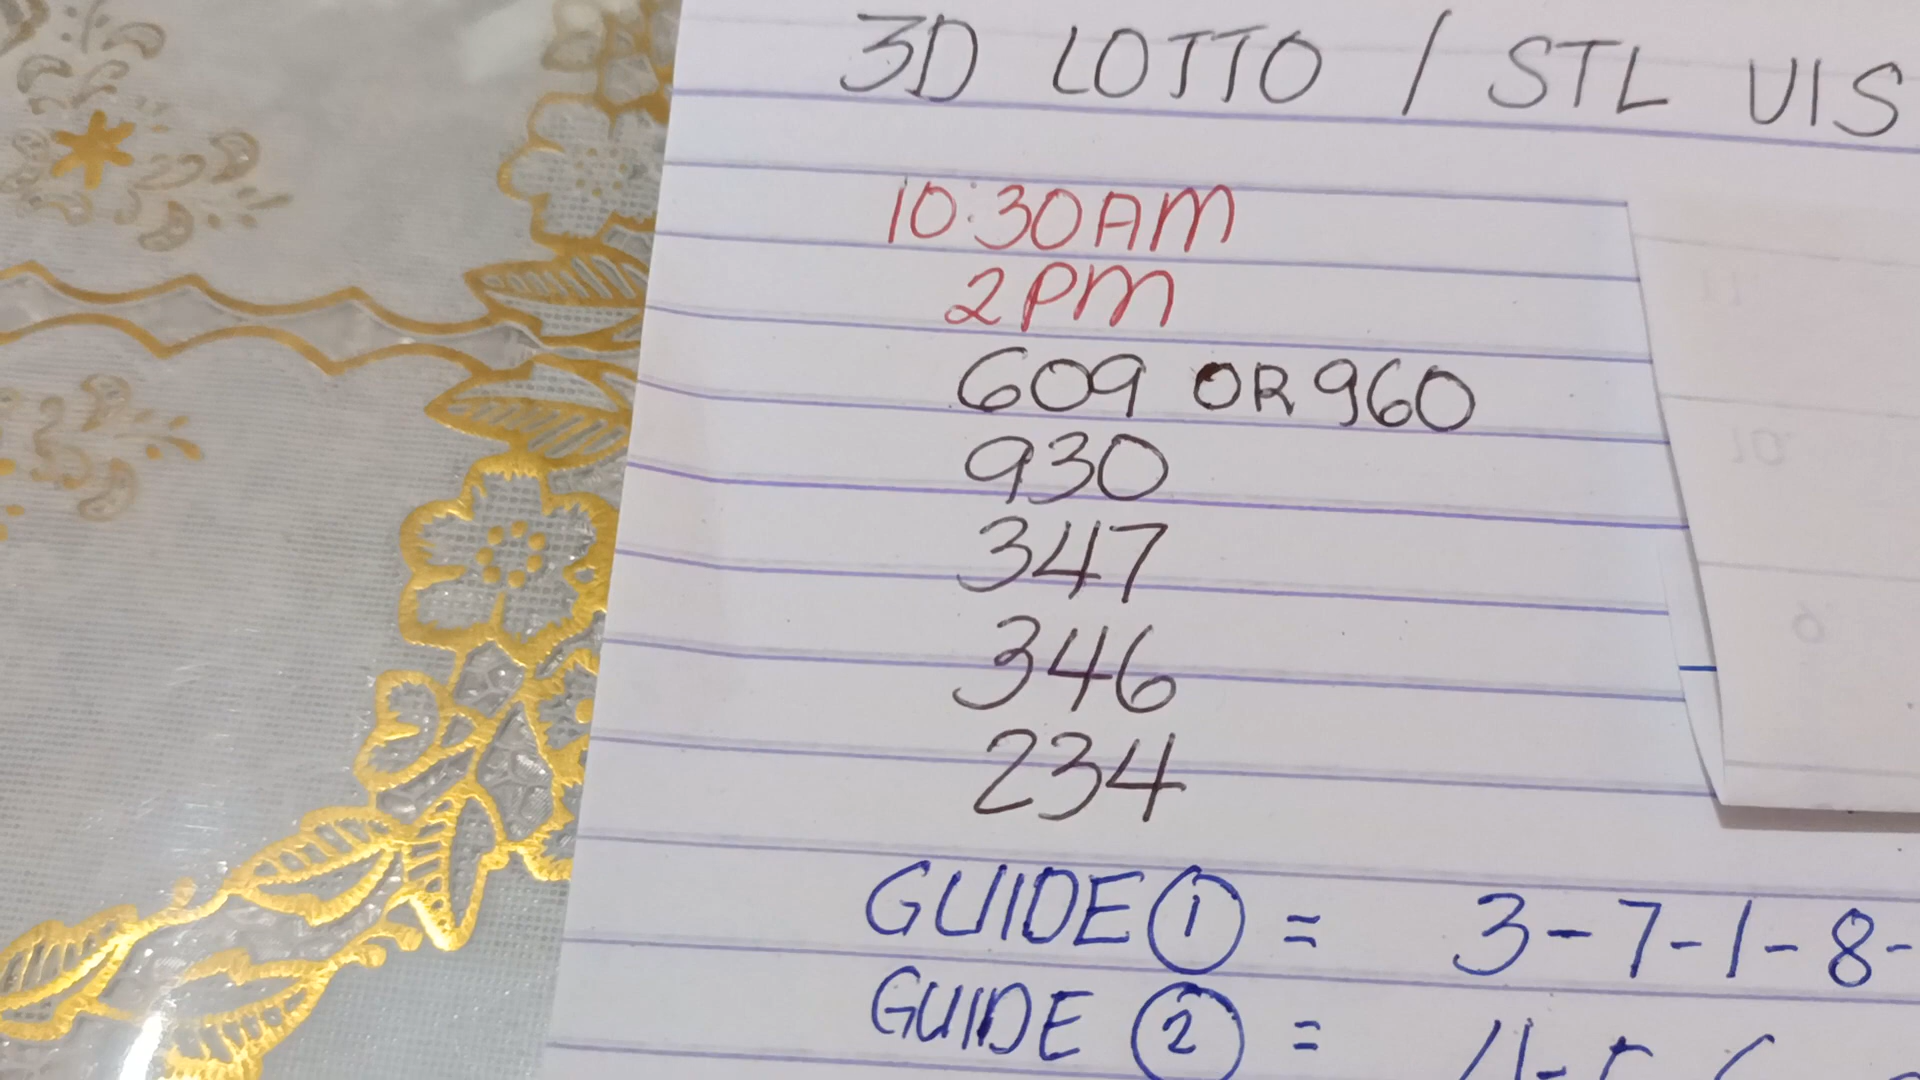 3D LOTTO / STL VIS
10:30AM
2PM
609 OR 960
930
347
346
234
GUIDE 1 = 3-7-1-8-
GUIDE 2 =